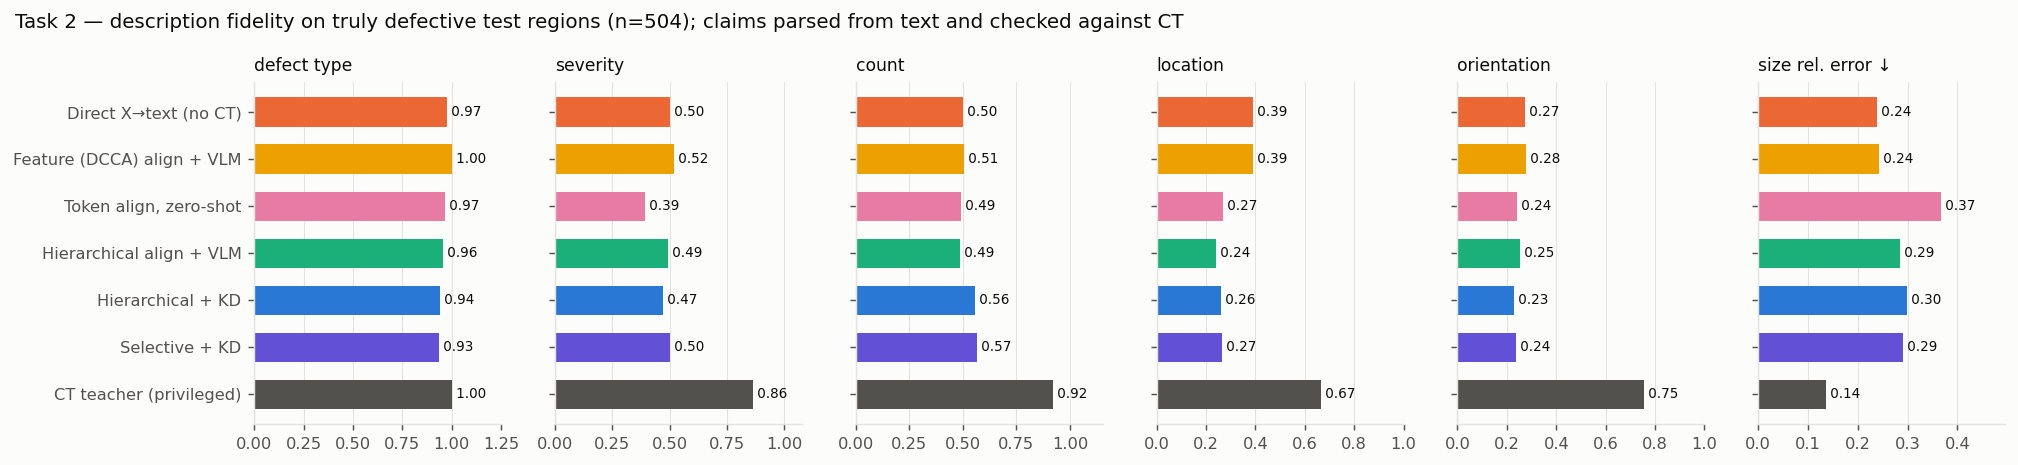 Task 2 — description fidelity on truly defective test regions (n=504); claims parsed from text and checked against CT
defect type severity count location orientation size rel. error ↓
Direct X→text (no CT) 0.97 0.50 0.50 0.39 0.27 0.24
Feature (DCCA) align + VLM 1.00 0.52 0.51 0.39 0.28 0.24
Token align, zero-shot 0.97 0.39 0.49 0.27 0.24 0.37
Hierarchical align + VLM 0.96 0.49 0.49 0.24 0.25 0.29
Hierarchical + KD 0.94 0.47 0.56 0.26 0.23 0.30
Selective + KD 0.93 0.50 0.57 0.27 0.24 0.29
CT teacher (privileged) 1.00 0.86 0.92 0.67 0.75 0.14
0.00 0.25 0.50 0.75 1.00 1.25 0.00 0.25 0.50 0.75 1.00 0.00 0.25 0.50 0.75 1.00 0.0 0.2 0.4 0.6 0.8 1.0 0.0 0.2 0.4 0.6 0.8 1.0 0.0 0.1 0.2 0.3 0.4